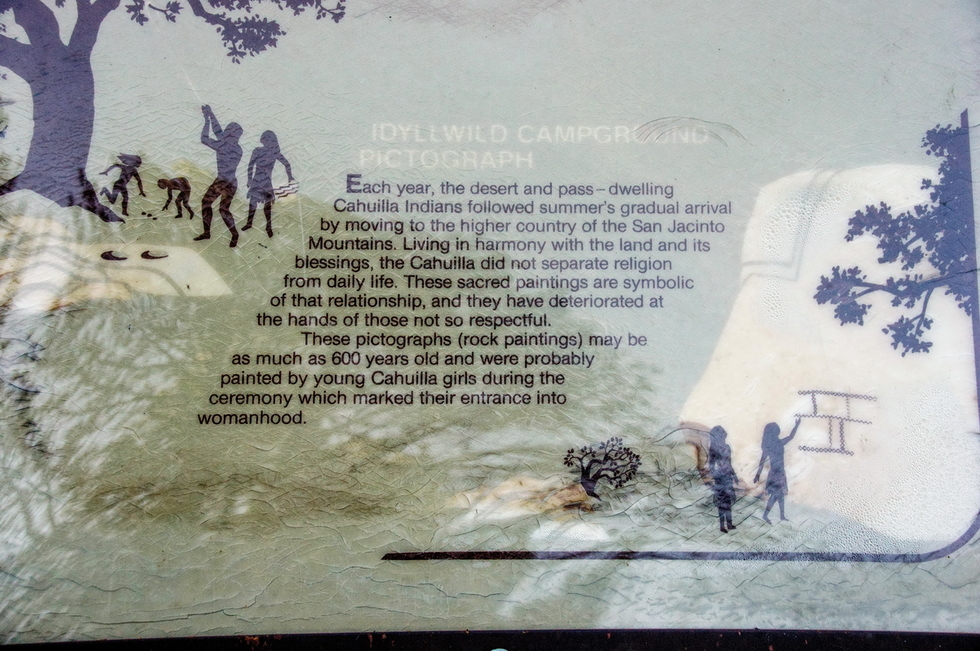 IDYLLWILD CAMPGROUND
PICTOGRAPH
Each year, the desert and pass–dwelling
Cahuilla Indians followed summer's gradual arrival
by moving to the higher country of the San Jacinto
Mountains. Living in harmony with the land and its
blessings, the Cahuilla did not separate religion
from daily life. These sacred paintings are symbolic
of that relationship, and they have deteriorated at
the hands of those not so respectful.
These pictographs (rock paintings) may be
as much as 600 years old and were probably
painted by young Cahuilla girls during the
ceremony which marked their entrance into
womanhood.